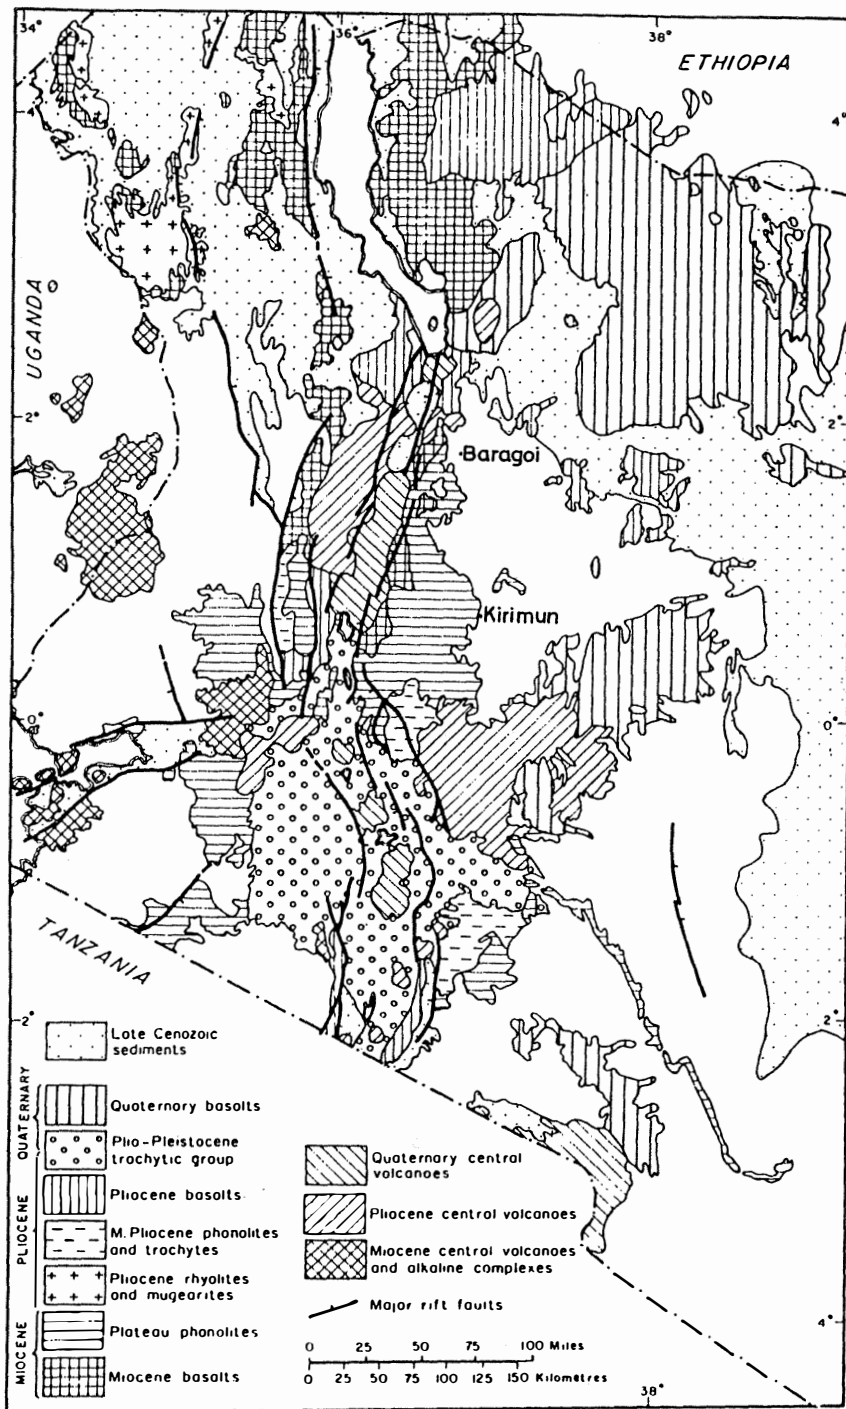 34°
36°
38°
ETHIOPIA
4°
4°
UGANDA
2°
2°
Baragoi
Kirimun
0°
0°
TANZANIA
2°
2°
Late Cenozoic
sediments
QUATERNARY
Quaternary basalts
Plio-Pleistocene
trachytic group
PLIOCENE
Pliocene basalts
M. Pliocene phonolites
and trachytes
Pliocene rhyolites
and mugearites
MIOCENE
Plateau phonolites
Miocene basalts
Quaternary central
volcanoes
Pliocene central volcanoes
Miocene central volcanoes
and alkaline complexes
Major rift faults
0 25 50 75 100 Miles
0 25 50 75 100 125 150 Kilometres
4°
38°